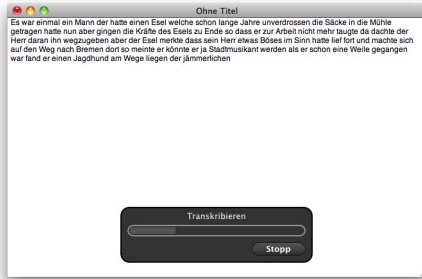 Ohne Titel
Es war einmal ein Mann der hatte einen Esel welche schon lange Jahre unverdrossen die Säcke in die Mühle
getragen hatte nun aber gingen die Kräfte des Esels zu Ende so dass er zur Arbeit nicht mehr taugte da dachte der
Herr daran ihn wegzugeben aber der Esel merkte dass sein Herr etwas Böses im Sinn hatte lief fort und machte sich
auf den Weg nach Bremen dort so meinte er könnte er ja Stadtmusikant werden als er schon eine Weile gegangen
war fand er einen Jagdhund am Wege liegen der jämmerlichen
Transkribieren
Stopp